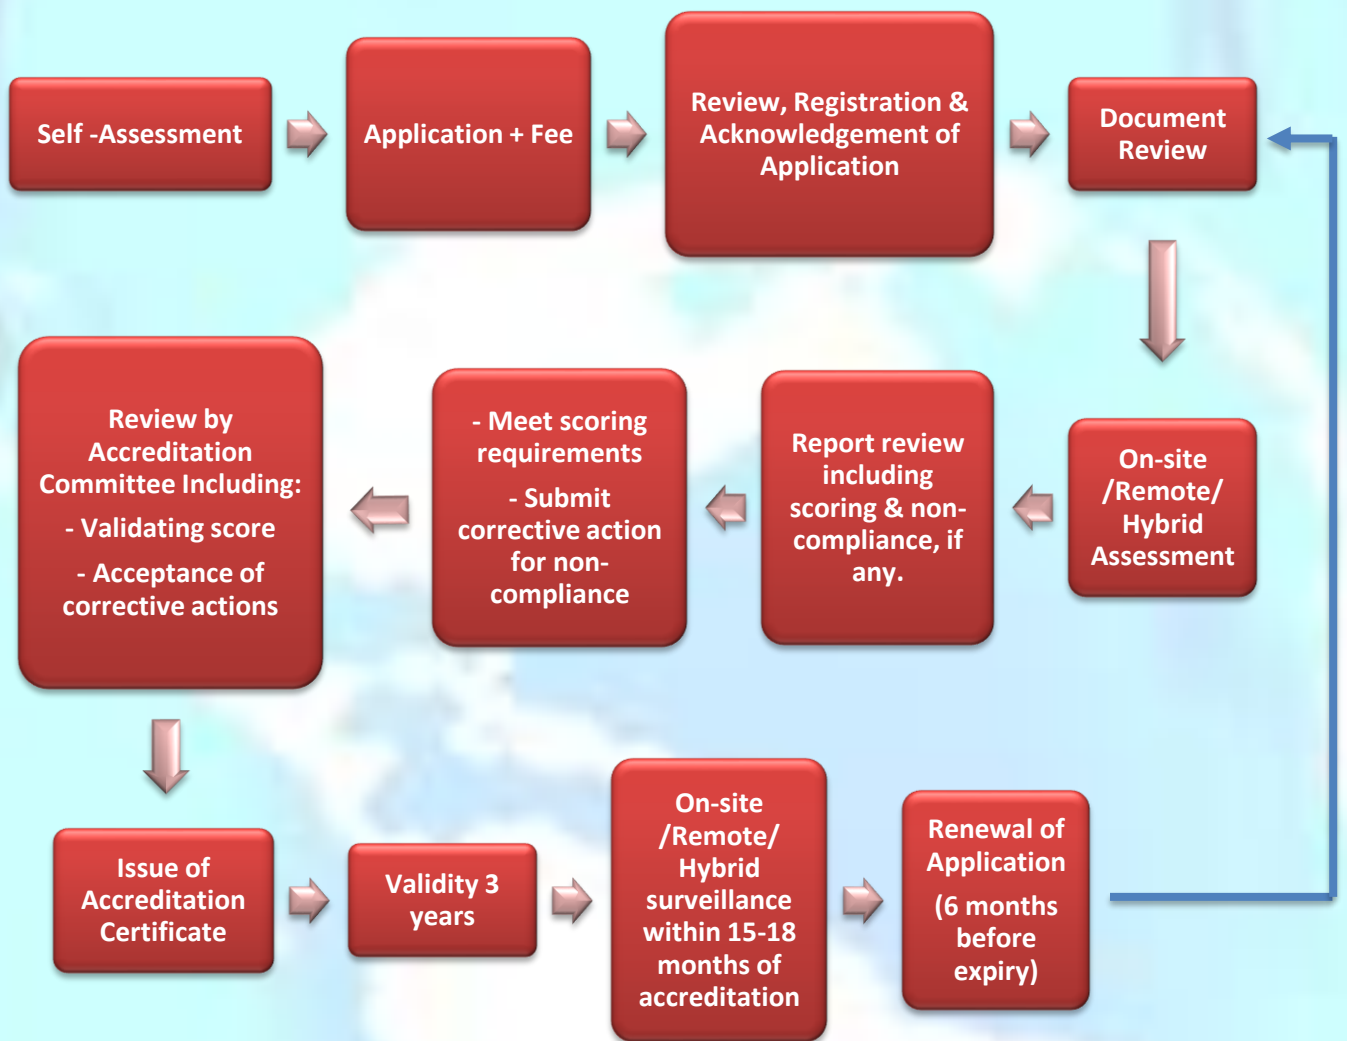 Self -Assessment
Application + Fee
Review, Registration &
Acknowledgement of
Application
Document
Review
On-site
/Remote/
Hybrid
Assessment
Report review
including
scoring & non-
compliance, if
any.
- Meet scoring
requirements
- Submit
corrective action
for non-
compliance
Review by
Accreditation
Committee Including:
- Validating score
- Acceptance of
corrective actions
Issue of
Accreditation
Certificate
Validity 3
years
On-site
/Remote/
Hybrid
surveillance
within 15-18
months of
accreditation
Renewal of
Application
(6 months
before
expiry)